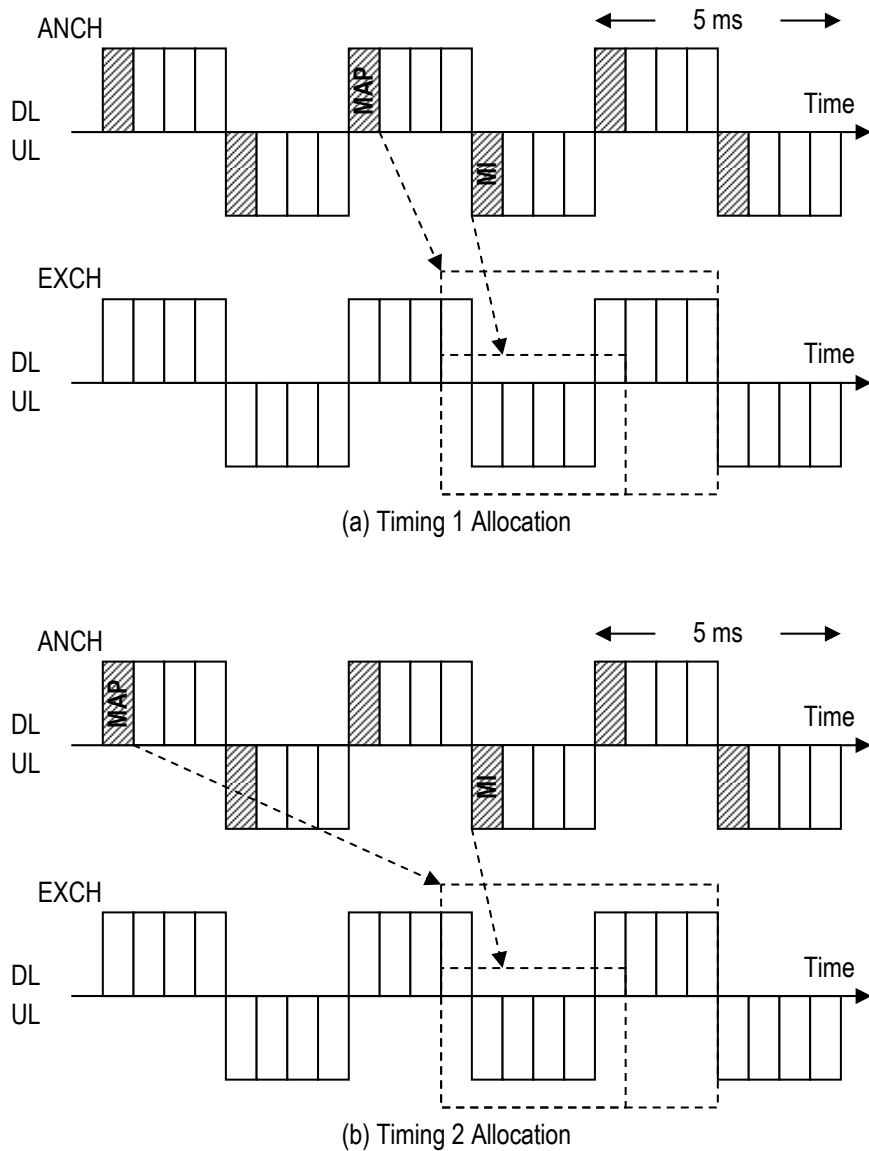 ANCH
5 ms
MAP
DL
Time
UL
MI
EXCH
DL
Time
UL
(a) Timing 1 Allocation
ANCH
5 ms
MAP
DL
Time
UL
MI
EXCH
DL
Time
UL
(b) Timing 2 Allocation